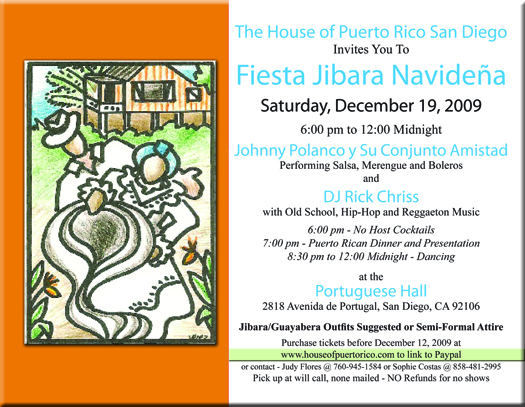 The House of Puerto Rico San Diego
Invites You To
Fiesta Jibara Navideña
Saturday, December 19, 2009
6:00 pm to 12:00 Midnight
Johnny Polanco y Su Conjunto Amistad
Performing Salsa, Merengue and Boleros
and
DJ Rick Chriss
with Old School, Hip-Hop and Reggaeton Music
6:00 pm - No Host Cocktails
7:00 pm - Puerto Rican Dinner and Presentation
8:30 pm to 12:00 Midnight - Dancing
at the
Portuguese Hall
2818 Avenida de Portugal, San Diego, CA 92106
Jibara/Guayabera Outfits Suggested or Semi-Formal Attire
Purchase tickets before December 12, 2009 at
www.houseofpuertorico.com to link to Paypal
or contact - Judy Flores @ 760-945-1584 or Sophie Costas @ 858-481-2995
Pick up at will call, none mailed - NO Refunds for no shows